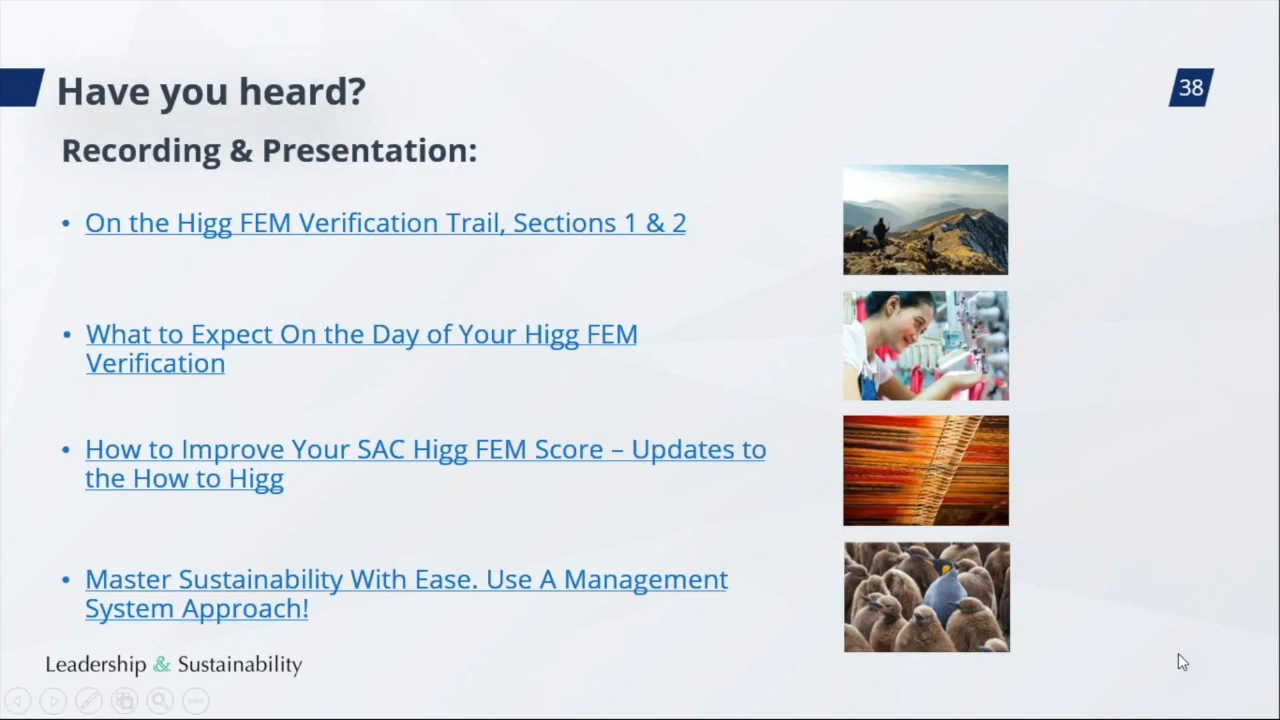 Have you heard?
38
Recording & Presentation:
• On the Higg FEM Verification Trail, Sections 1 & 2
• What to Expect On the Day of Your Higg FEM
Verification
• How to Improve Your SAC Higg FEM Score – Updates to
the How to Higg
• Master Sustainability With Ease. Use A Management
System Approach!
Leadership & Sustainability